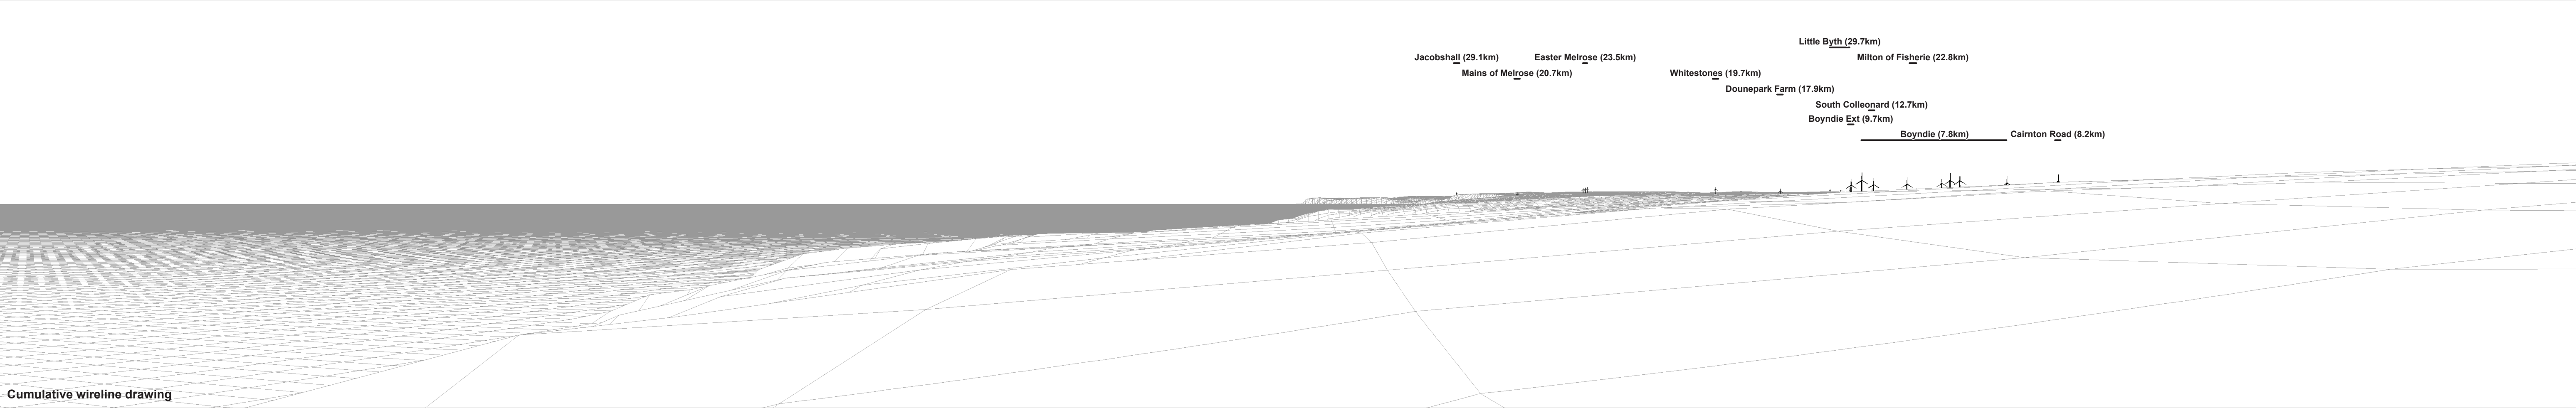 Little Byth (29.7km)
Jacobshall (29.1km)
Easter Melrose (23.5km)
Milton of Fisherie (22.8km)
Mains of Melrose (20.7km)
Whitestones (19.7km)
Dounepark Farm (17.9km)
South Colleonard (12.7km)
Boyndie Ext (9.7km)
Boyndie (7.8km)
Cairnton Road (8.2km)
Cumulative wireline drawing